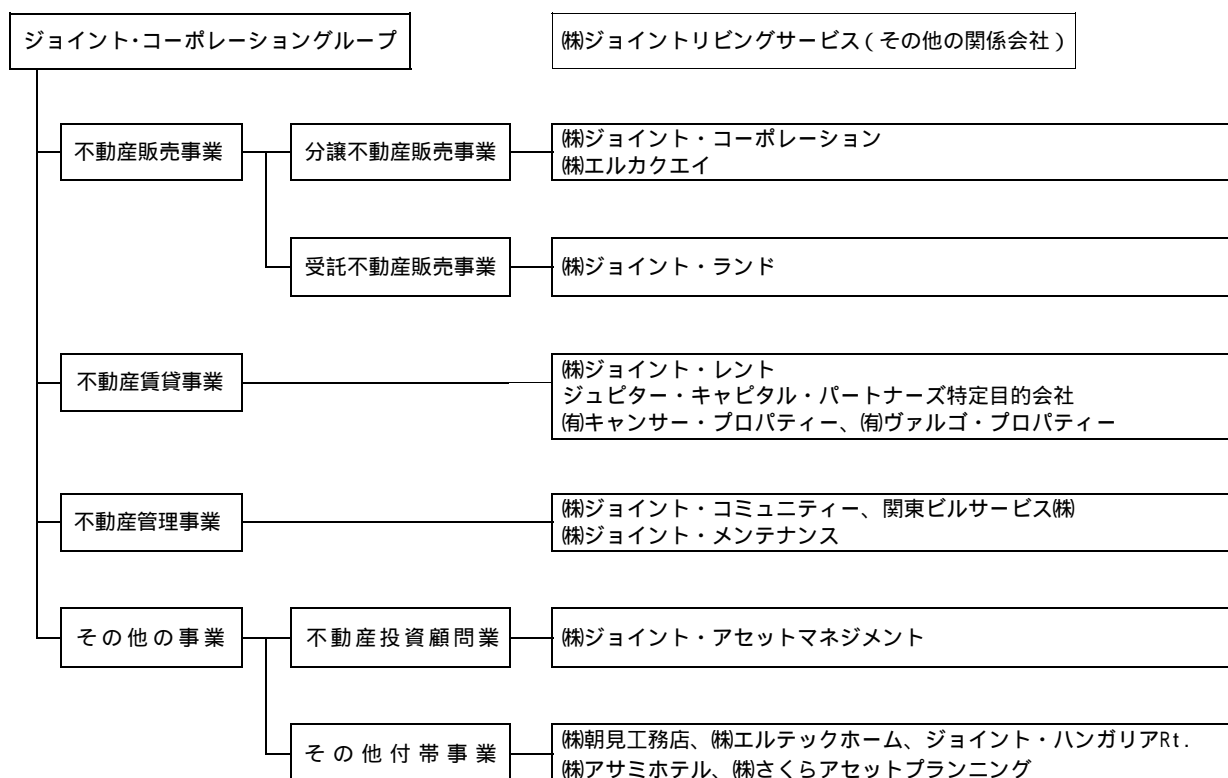 ジョイント・コーポレーショングループ
㈱ジョイントリビングサービス(その他の関係会社)
不動産販売事業
分譲不動産販売事業
㈱ジョイント・コーポレーション
㈱エルカクエイ
受託不動産販売事業
㈱ジョイント・ランド
不動産賃貸事業
㈱ジョイント・レント
ジュピター・キャピタル・パートナーズ特定目的会社
㈲キャンサー・プロパティー、㈲ヴァルゴ・プロパティー
不動産管理事業
㈱ジョイント・コミュニティー、関東ビルサービス㈱
㈱ジョイント・メンテナンス
その他の事業
不動産投資顧問業
㈱ジョイント・アセットマネジメント
その他付帯事業
㈱朝見工務店、㈱エルテックホーム、ジョイント・ハンガリアRt.
㈱アサミホテル、㈱さくらアセットプランニング